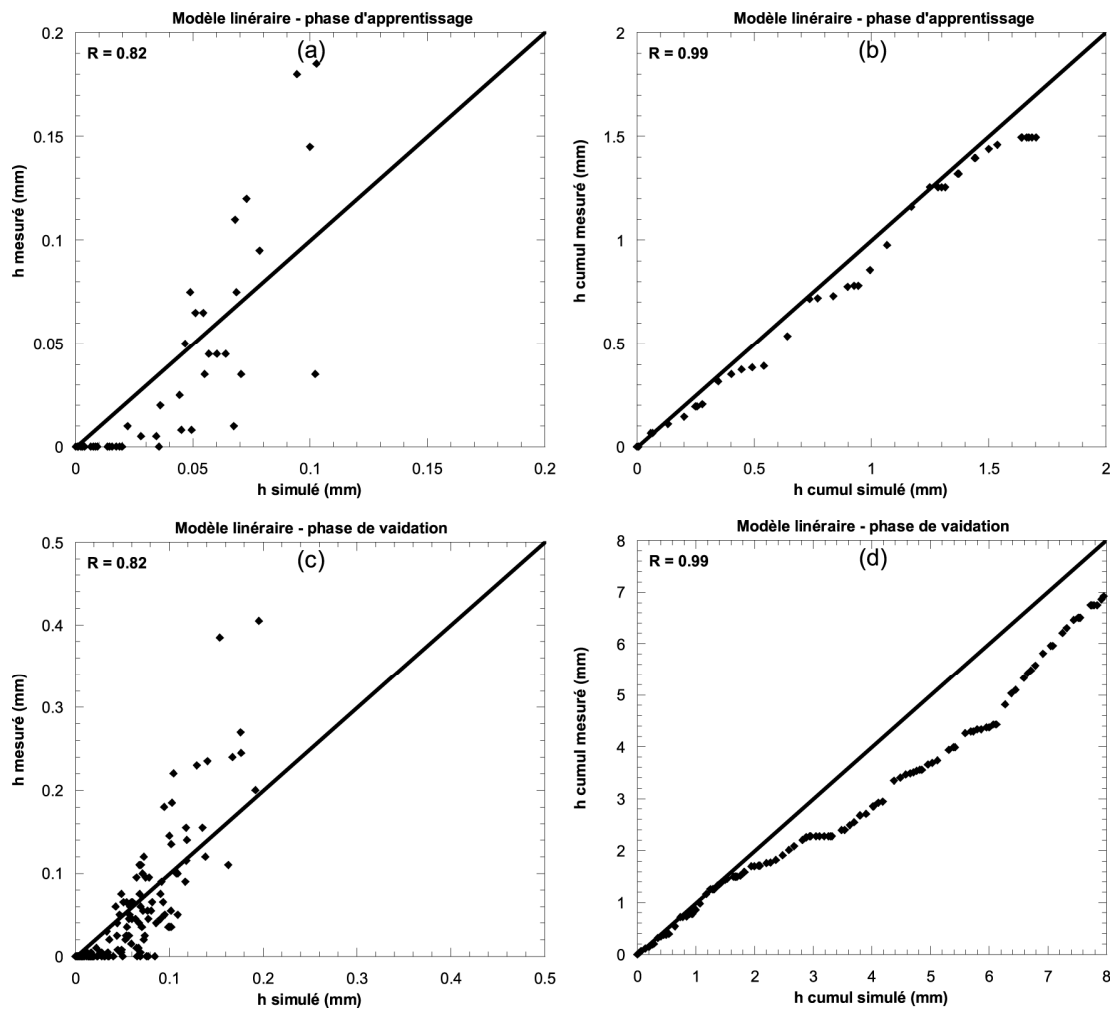 Modèle linéraire - phase d'apprentissage
R = 0.82
(a)
0.2
0.15
0.1
0.05
0
h mesuré (mm)
0
0.05
0.1
0.15
0.2
h simulé (mm)
Modèle linéraire - phase d'apprentissage
R = 0.99
(b)
2
1.5
1
0.5
0
h cumul mesuré (mm)
0
0.5
1
1.5
2
h cumul simulé (mm)
Modèle linéraire - phase de vaidation
R = 0.82
(c)
0.5
0.4
0.3
0.2
0.1
0
h mesuré (mm)
0
0.1
0.2
0.3
0.4
0.5
h simulé (mm)
Modèle linéraire - phase de vaidation
R = 0.99
(d)
8
7
6
5
4
3
2
1
0
h cumul mesuré (mm)
0
1
2
3
4
5
6
7
8
h cumul simulé (mm)